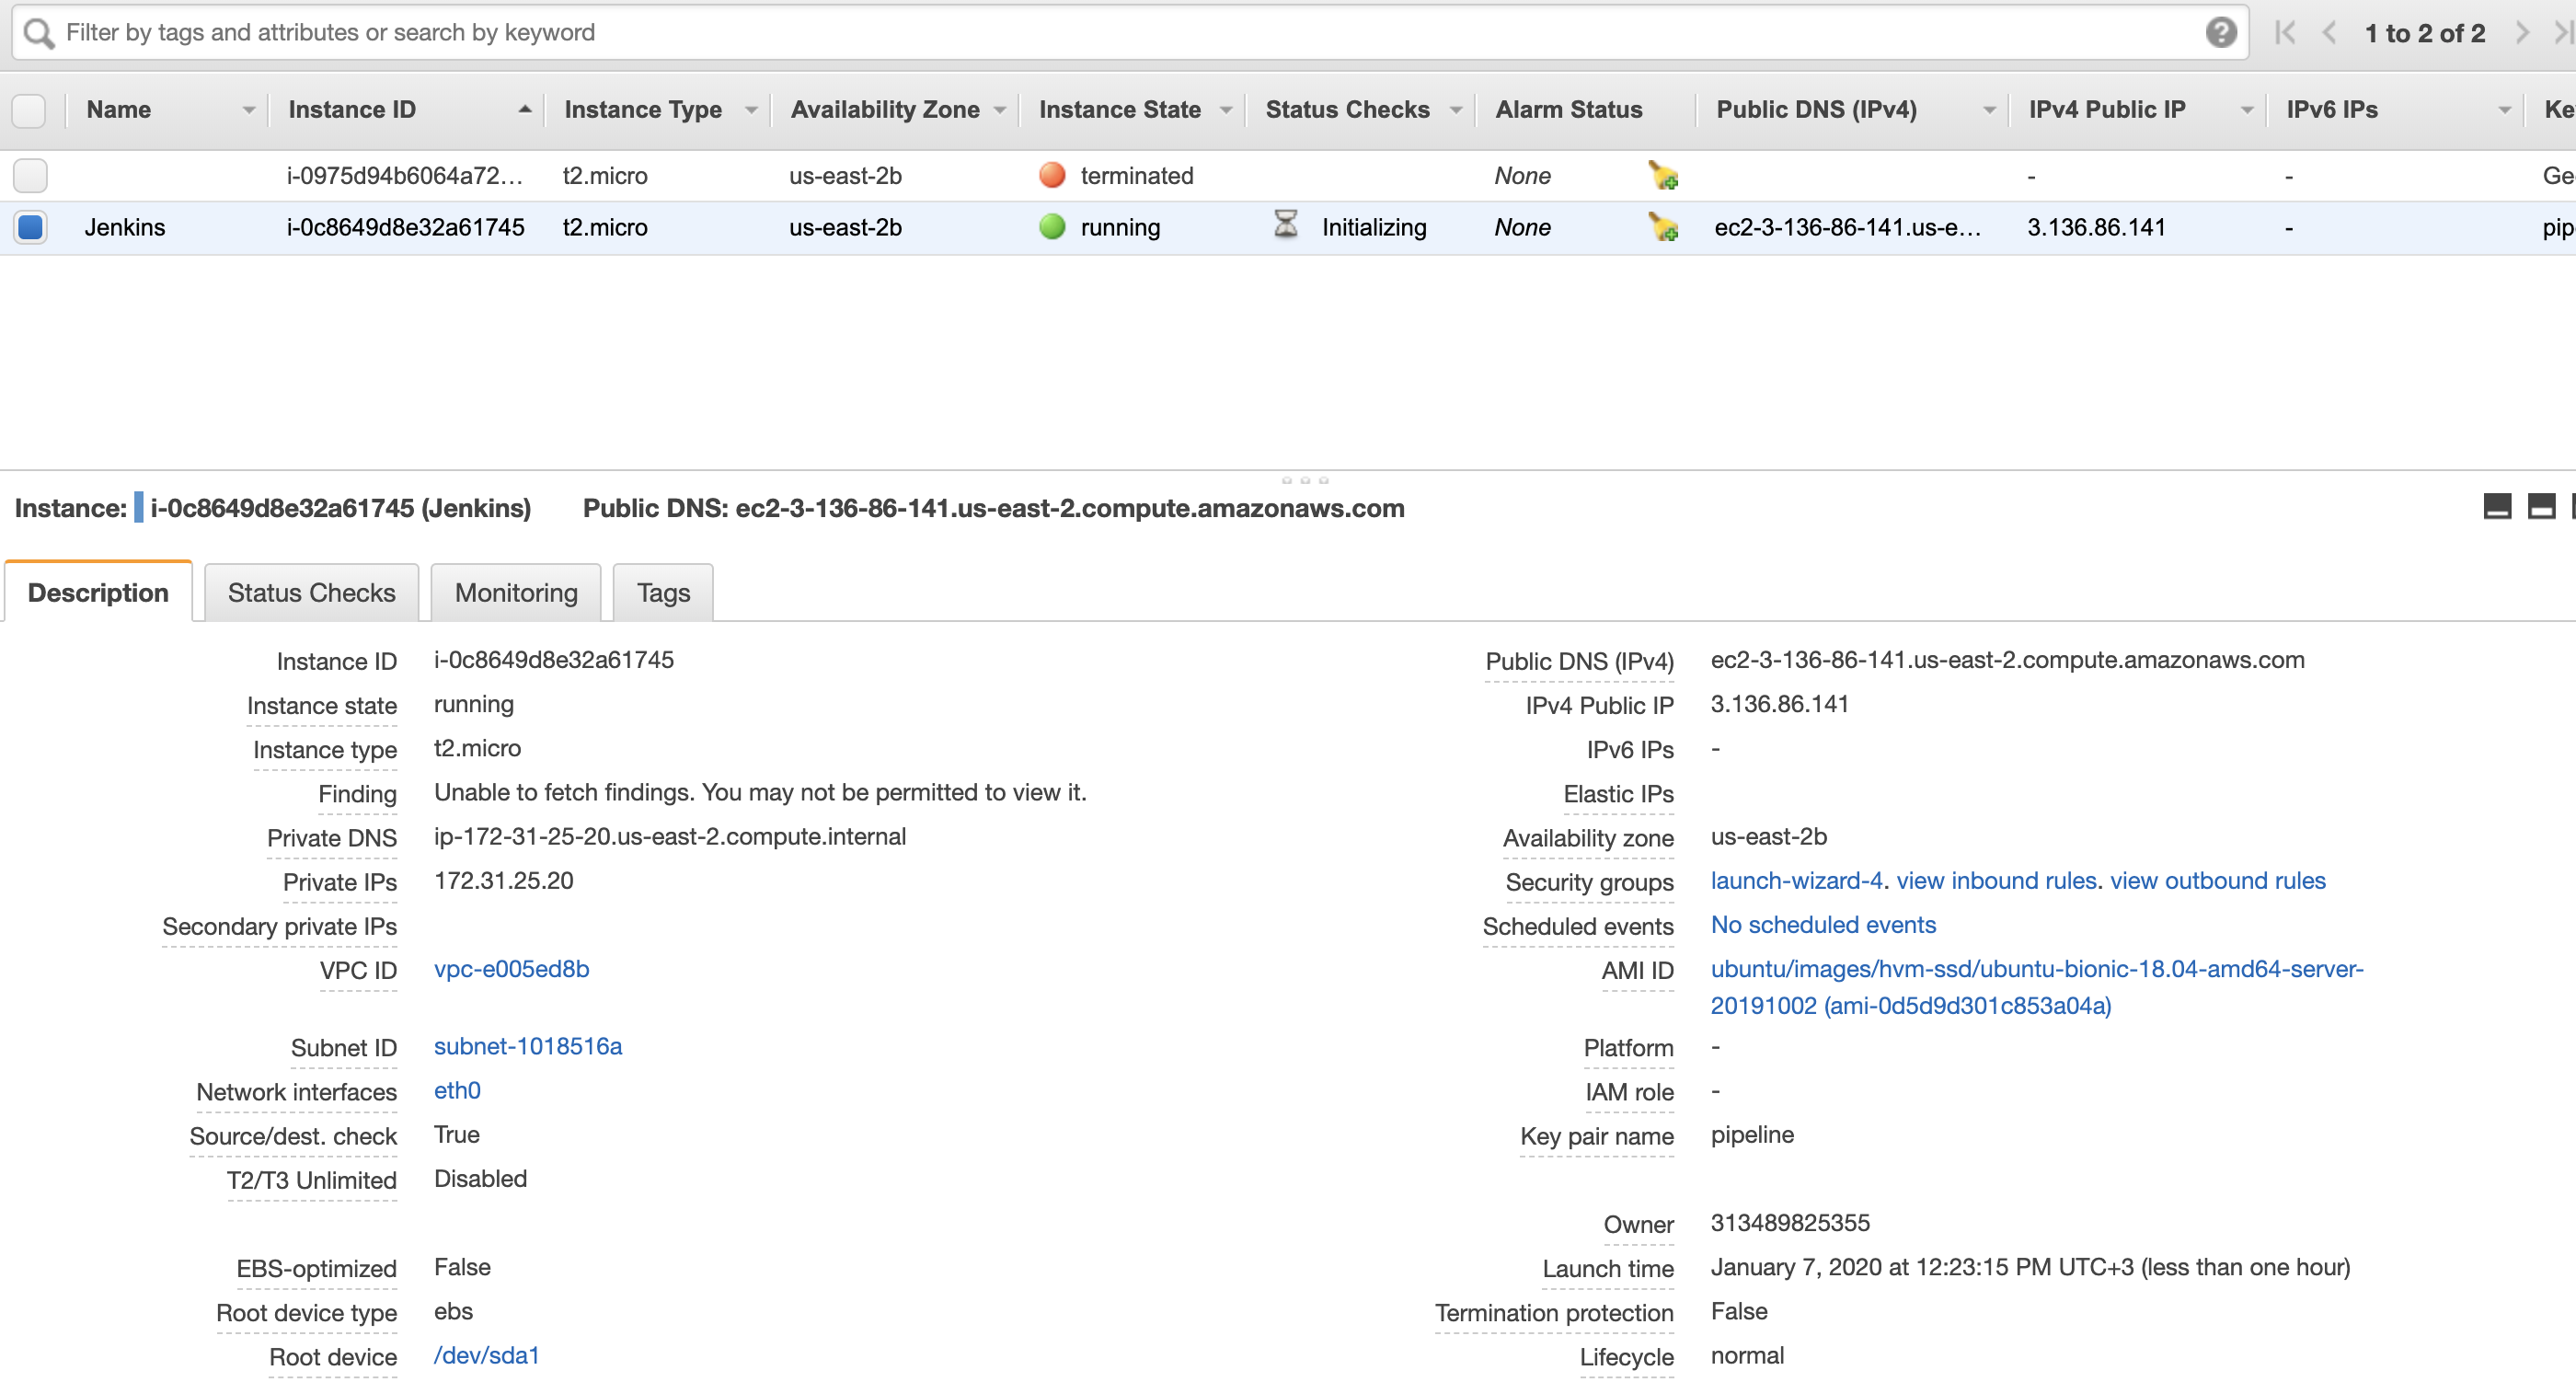 Filter by tags and attributes or search by keyword ? 1 to 2 of 2
Name Instance ID Instance Type Availability Zone Instance State Status Checks Alarm Status Public DNS (IPv4) IPv4 Public IP IPv6 IPs Ke
i-0975d94b6064a72... t2.micro us-east-2b terminated None - - Ge
Jenkins i-0c8649d8e32a61745 t2.micro us-east-2b running Initializing None ec2-3-136-86-141.us-e... 3.136.86.141 - pip
Instance: i-0c8649d8e32a61745 (Jenkins) Public DNS: ec2-3-136-86-141.us-east-2.compute.amazonaws.com
Description Status Checks Monitoring Tags
Instance ID i-0c8649d8e32a61745 Public DNS (IPv4) ec2-3-136-86-141.us-east-2.compute.amazonaws.com
Instance state running IPv4 Public IP 3.136.86.141
Instance type t2.micro IPv6 IPs -
Finding Unable to fetch findings. You may not be permitted to view it. Elastic IPs
Private DNS ip-172-31-25-20.us-east-2.compute.internal Availability zone us-east-2b
Private IPs 172.31.25.20 Security groups launch-wizard-4. view inbound rules. view outbound rules
Secondary private IPs Scheduled events No scheduled events
VPC ID vpc-e005ed8b AMI ID ubuntu/images/hvm-ssd/ubuntu-bionic-18.04-amd64-server-
20191002 (ami-0d5d9d301c853a04a)
Subnet ID subnet-1018516a Platform -
Network interfaces eth0 IAM role -
Source/dest. check True Key pair name pipeline
T2/T3 Unlimited Disabled
Owner 313489825355
EBS-optimized False Launch time January 7, 2020 at 12:23:15 PM UTC+3 (less than one hour)
Root device type ebs Termination protection False
Root device /dev/sda1 Lifecycle normal